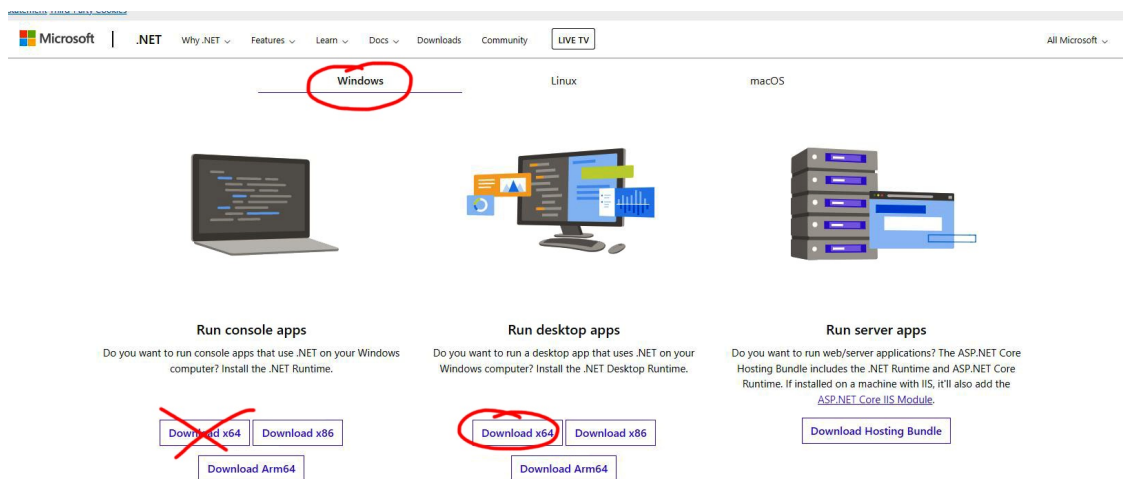 Statement Third-Party Cookies
Microsoft .NET Why .NET Features Learn Docs Downloads Community LIVE TV All Microsoft
Windows Linux macOS
Run console apps
Do you want to run console apps that use .NET on your Windows
computer? Install the .NET Runtime.
Download x64 Download x86
Download Arm64
Run desktop apps
Do you want to run a desktop app that uses .NET on your
Windows computer? Install the .NET Desktop Runtime.
Download x64 Download x86
Download Arm64
Run server apps
Do you want to run web/server applications? The ASP.NET Core
Hosting Bundle includes the .NET Runtime and ASP.NET Core
Runtime. If installed on a machine with IIS, it'll also add the
ASP.NET Core IIS Module.
Download Hosting Bundle